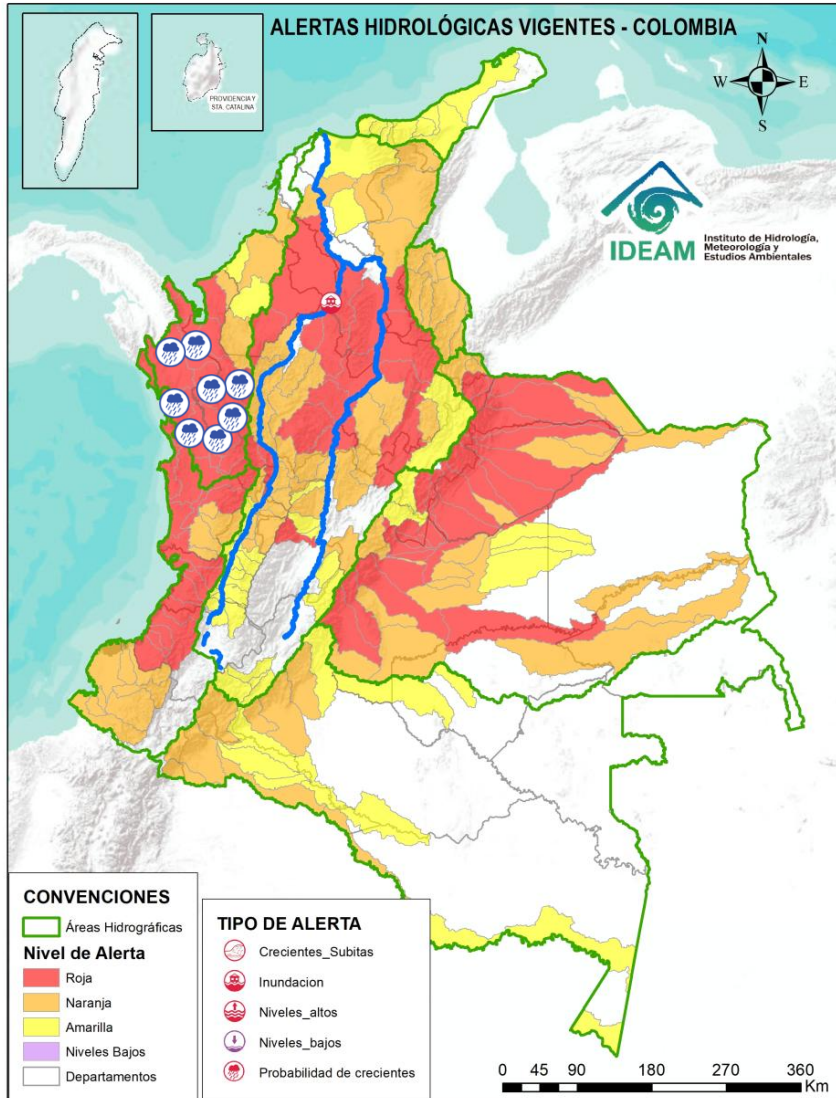 ALERTAS HIDROLÓGICAS VIGENTES - COLOMBIA
PROVIDENCIA Y
STA. CATALINA
N
W
E
S
IDEAM
Instituto de Hidrología,
Meteorología y
Estudios Ambientales
CONVENCIONES
Áreas Hidrográficas
Nivel de Alerta
Roja
Naranja
Amarilla
Niveles Bajos
Departamentos
TIPO DE ALERTA
Crecientes_Subitas
Inundacion
Niveles_altos
Niveles_bajos
Probabilidad de crecientes
0 45 90 180 270 360
Km